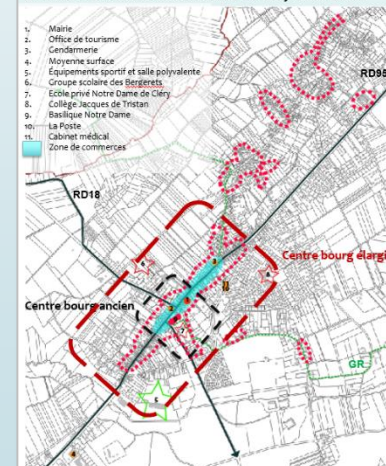 1. Mairie
2. Office de tourisme
3. Gendarmerie
4. Moyenne surface
5. Équipements sportif et salle polyvalente
6. Groupe scolaire des Bergerets
7. Ecole privé Notre Dame de Cléry
8. Collège Jacques de Tristan
9. Basilique Notre Dame
10. La Poste
11. Cabinet médical
Zone de commerces
RD95
RD18
Centre bourg élargi
Centre bourg ancien
GR
4